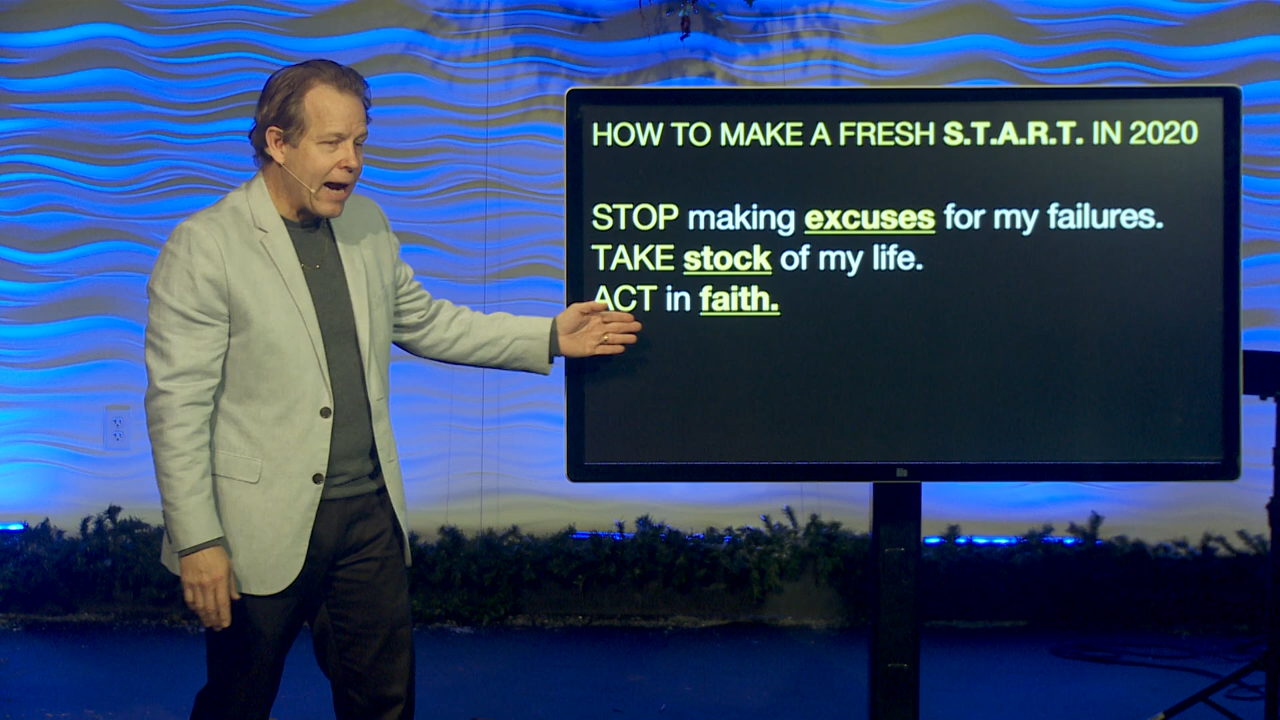 HOW TO MAKE A FRESH S.T.A.R.T. IN 2020
STOP making excuses for my failures.
TAKE stock of my life.
ACT in faith.